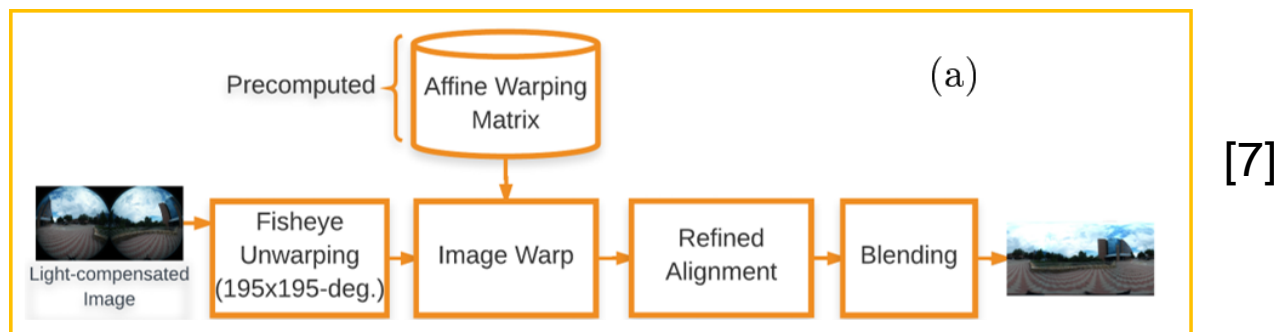 (a)
Precomputed
Affine Warping
Matrix
[7]
Light-compensated
Image
Fisheye
Unwarping
(195x195-deg.)
Image Warp
Refined
Alignment
Blending